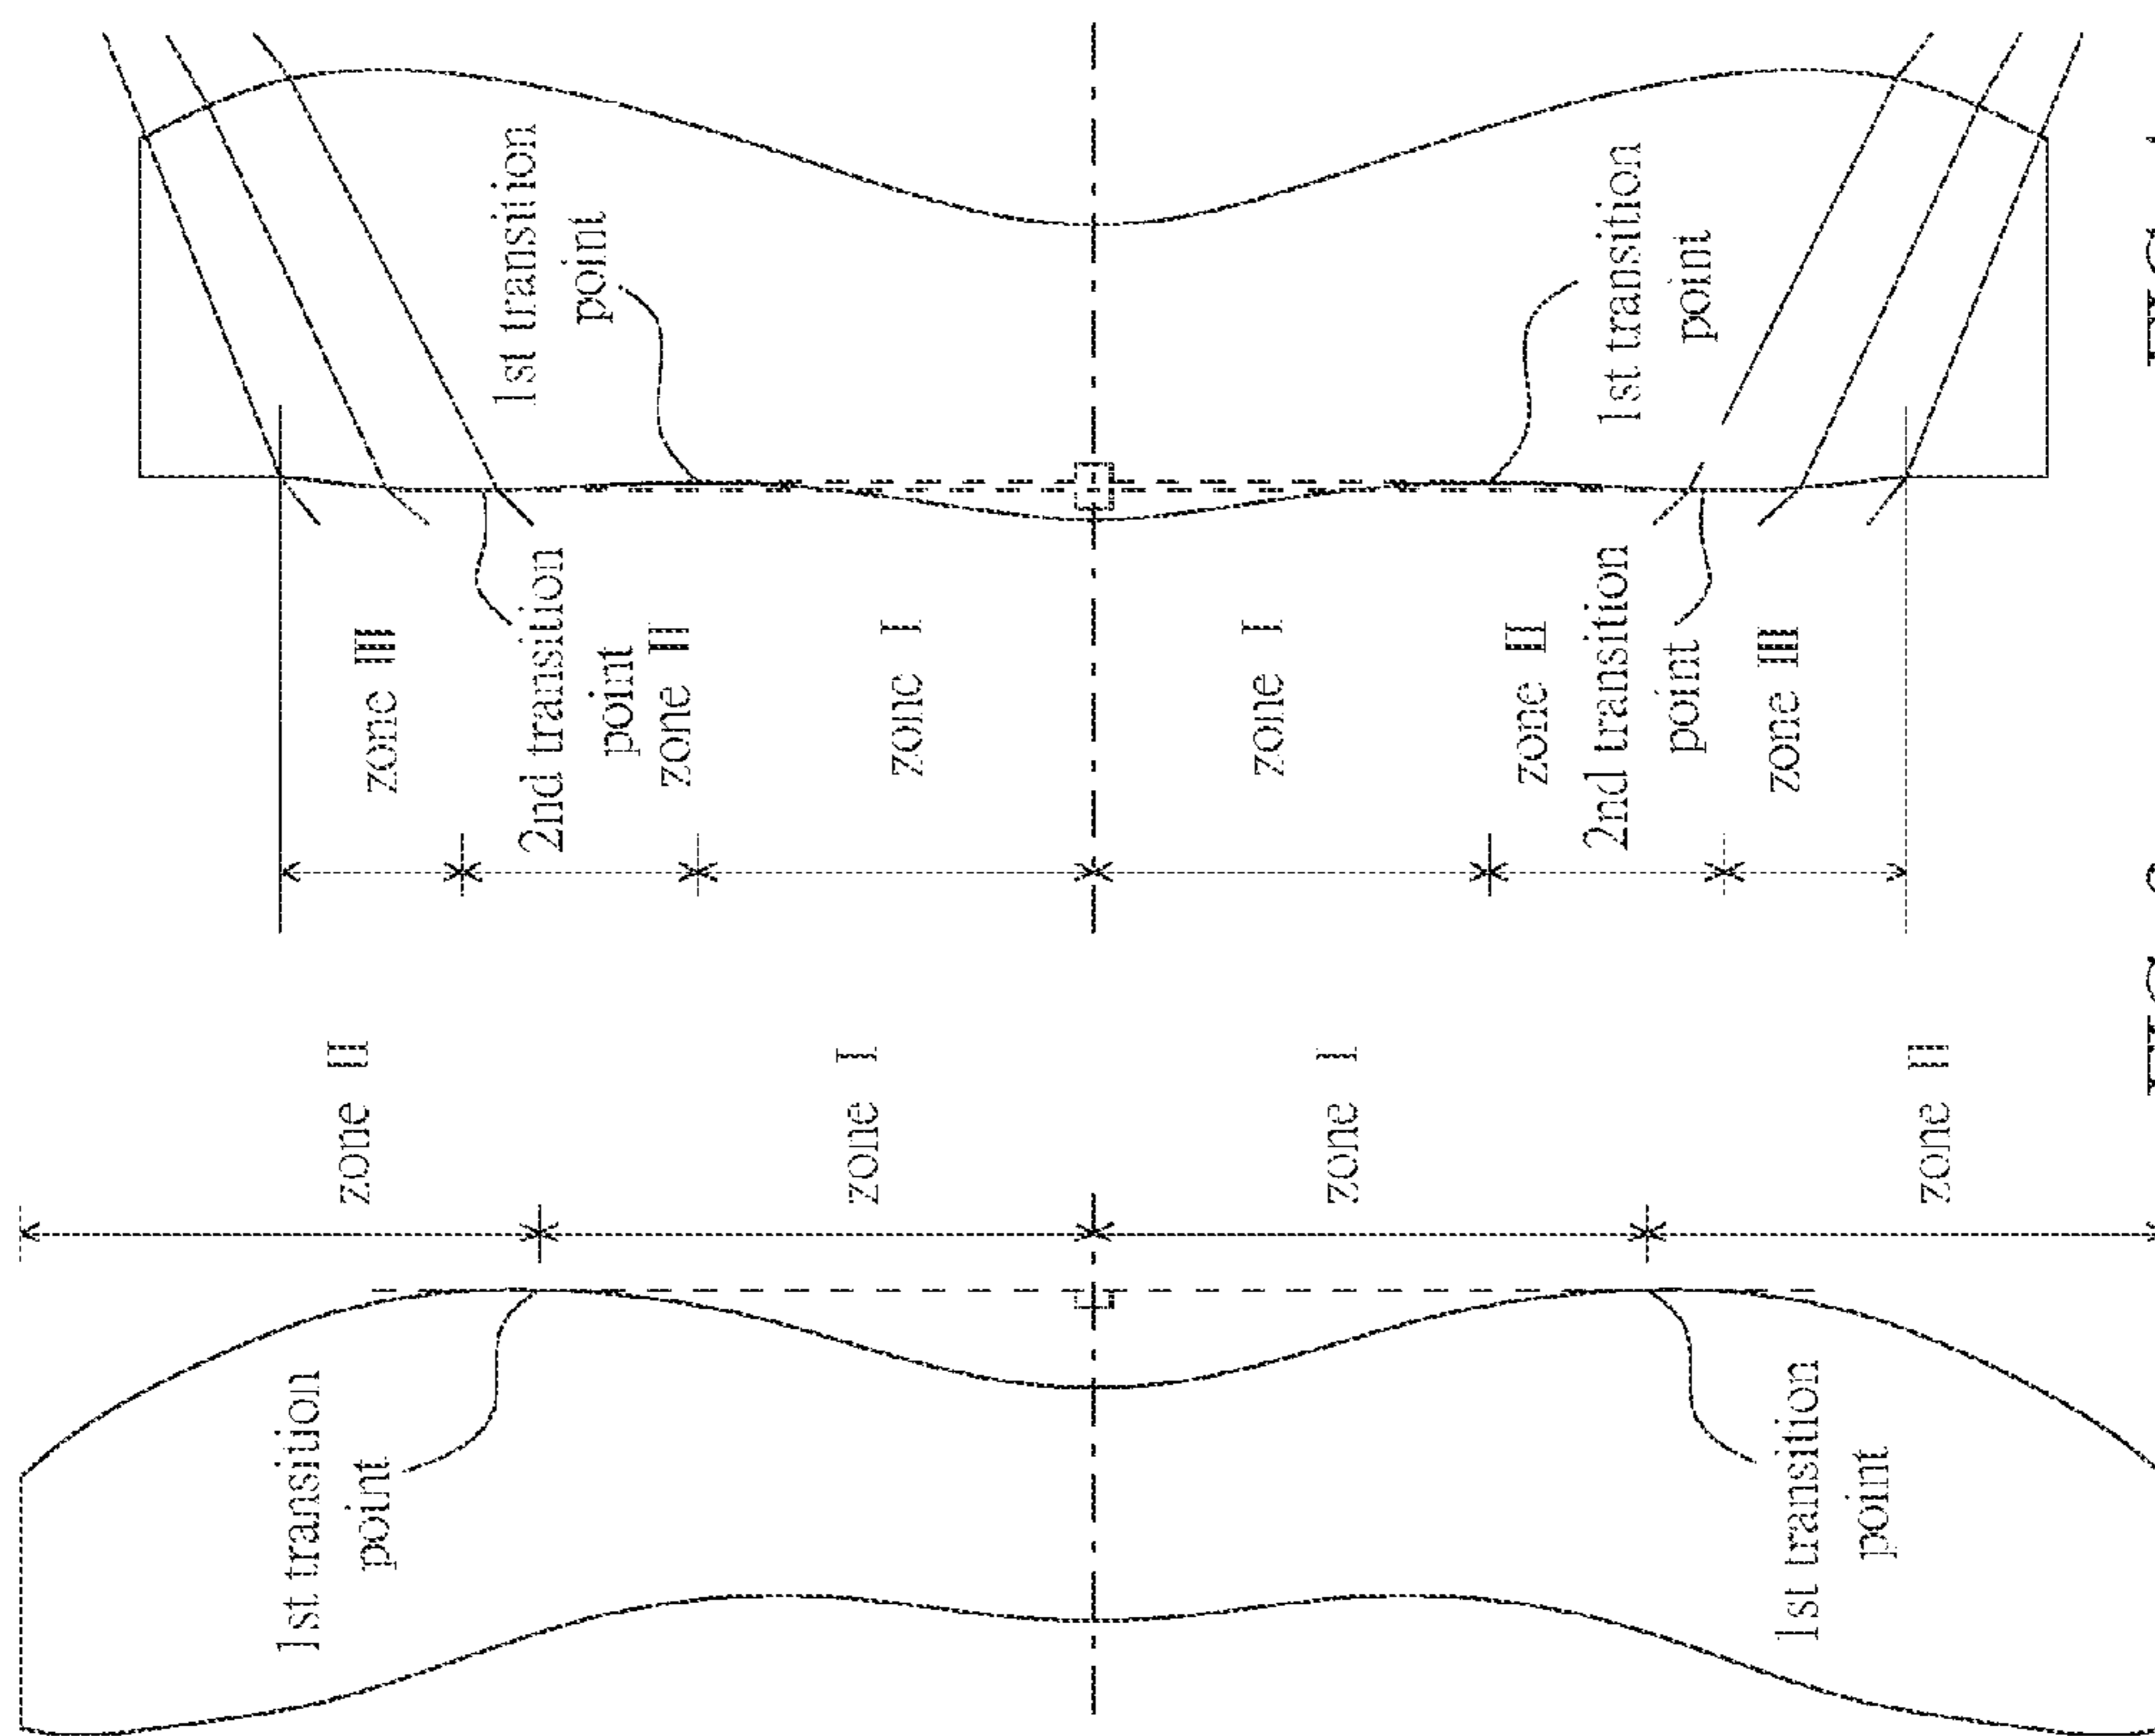 1st transition
point
zone II
zone I
zone I
zone II
1st transition
point
zone III
1st transition
point
2nd transition
point
zone II
zone I
zone I
zone II
2nd transition
point
1st transition
point
zone III